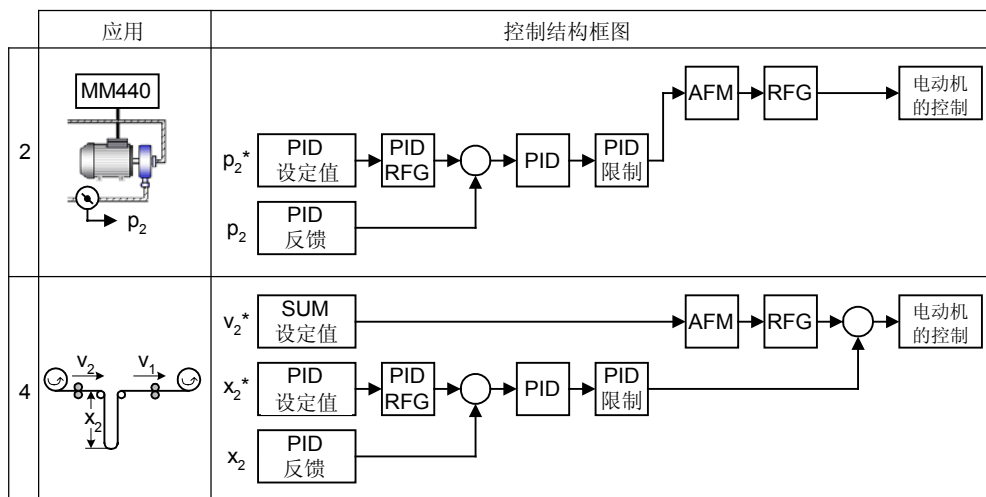 应用
控制结构框图
2
MM440
p2
p2*
PID
设定值
PID
RFG
PID
PID
限制
AFM
RFG
电动机
的控制
p2
PID
反馈
4
v2
v1
x2
v2*
SUM
设定值
AFM
RFG
电动机
的控制
x2*
PID
设定值
PID
RFG
PID
PID
限制
x2
PID
反馈